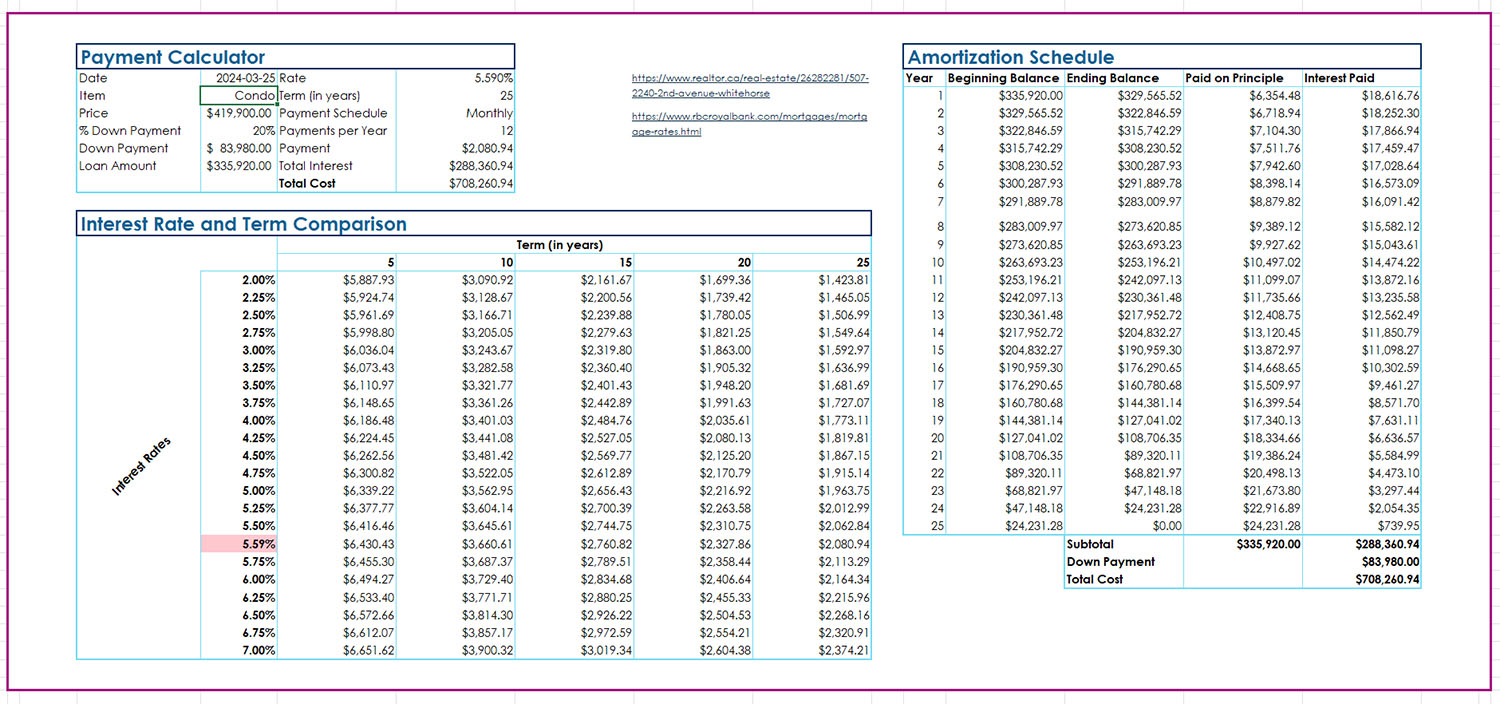 Payment Calculator
Date 2024-03-25 Rate 5.590%
Item Condo Term (in years) 25
Price $419,900.00 Payment Schedule Monthly
% Down Payment 20% Payments per Year 12
Down Payment $ 83,980.00 Payment $2,080.94
Loan Amount $335,920.00 Total Interest $288,360.94
Total Cost $708,260.94
https://www.realtor.ca/real-estate/26282281/507-
2240-2nd-avenue-whitehorse
https://www.rbcroyalbank.com/mortgages/mortg
age-rates.html
Interest Rate and Term Comparison
Term (in years)
5 10 15 20 25
Interest Rates
2.00% $5,887.93 $3,090.92 $2,161.67 $1,699.36 $1,423.81
2.25% $5,924.74 $3,128.67 $2,200.56 $1,739.42 $1,465.05
2.50% $5,961.69 $3,166.71 $2,239.88 $1,780.05 $1,506.99
2.75% $5,998.80 $3,205.05 $2,279.63 $1,821.25 $1,549.64
3.00% $6,036.04 $3,243.67 $2,319.80 $1,863.00 $1,592.97
3.25% $6,073.43 $3,282.58 $2,360.40 $1,905.32 $1,636.99
3.50% $6,110.97 $3,321.77 $2,401.43 $1,948.20 $1,681.69
3.75% $6,148.65 $3,361.26 $2,442.89 $1,991.63 $1,727.07
4.00% $6,186.48 $3,401.03 $2,484.76 $2,035.61 $1,773.11
4.25% $6,224.45 $3,441.08 $2,527.05 $2,080.13 $1,819.81
4.50% $6,262.56 $3,481.42 $2,569.77 $2,125.20 $1,867.15
4.75% $6,300.82 $3,522.05 $2,612.89 $2,170.79 $1,915.14
5.00% $6,339.22 $3,562.95 $2,656.43 $2,216.92 $1,963.75
5.25% $6,377.77 $3,604.14 $2,700.39 $2,263.58 $2,012.99
5.50% $6,416.46 $3,645.61 $2,744.75 $2,310.75 $2,062.84
5.59% $6,430.43 $3,660.61 $2,760.82 $2,327.86 $2,080.94
5.75% $6,455.30 $3,687.37 $2,789.51 $2,358.44 $2,113.29
6.00% $6,494.27 $3,729.40 $2,834.68 $2,406.64 $2,164.34
6.25% $6,533.40 $3,771.71 $2,880.25 $2,455.33 $2,215.96
6.50% $6,572.66 $3,814.30 $2,926.22 $2,504.53 $2,268.16
6.75% $6,612.07 $3,857.17 $2,972.59 $2,554.21 $2,320.91
7.00% $6,651.62 $3,900.32 $3,019.34 $2,604.38 $2,374.21
Amortization Schedule
Year Beginning Balance Ending Balance Paid on Principle Interest Paid
1 $335,920.00 $329,565.52 $6,354.48 $18,616.76
2 $329,565.52 $322,846.59 $6,718.94 $18,252.30
3 $322,846.59 $315,742.29 $7,104.30 $17,866.94
4 $315,742.29 $308,230.52 $7,511.76 $17,459.47
5 $308,230.52 $300,287.93 $7,942.60 $17,028.64
6 $300,287.93 $291,889.78 $8,398.14 $16,573.09
7 $291,889.78 $283,009.97 $8,879.82 $16,091.42
8 $283,009.97 $273,620.85 $9,389.12 $15,582.12
9 $273,620.85 $263,693.23 $9,927.62 $15,043.61
10 $263,693.23 $253,196.21 $10,497.02 $14,474.22
11 $253,196.21 $242,097.13 $11,099.07 $13,872.16
12 $242,097.13 $230,361.48 $11,735.66 $13,235.58
13 $230,361.48 $217,952.72 $12,408.75 $12,562.49
14 $217,952.72 $204,832.27 $13,120.45 $11,850.79
15 $204,832.27 $190,959.30 $13,872.97 $11,098.27
16 $190,959.30 $176,290.65 $14,668.65 $10,302.59
17 $176,290.65 $160,780.68 $15,509.97 $9,461.27
18 $160,780.68 $144,381.14 $16,399.54 $8,571.70
19 $144,381.14 $127,041.02 $17,340.13 $7,631.11
20 $127,041.02 $108,706.35 $18,334.66 $6,636.57
21 $108,706.35 $89,320.11 $19,386.24 $5,584.99
22 $89,320.11 $68,821.97 $20,498.13 $4,473.10
23 $68,821.97 $47,148.18 $21,673.80 $3,297.44
24 $47,148.18 $24,231.28 $22,916.89 $2,054.35
25 $24,231.28 $0.00 $24,231.28 $739.95
Subtotal $335,920.00 $288,360.94
Down Payment $83,980.00
Total Cost $708,260.94